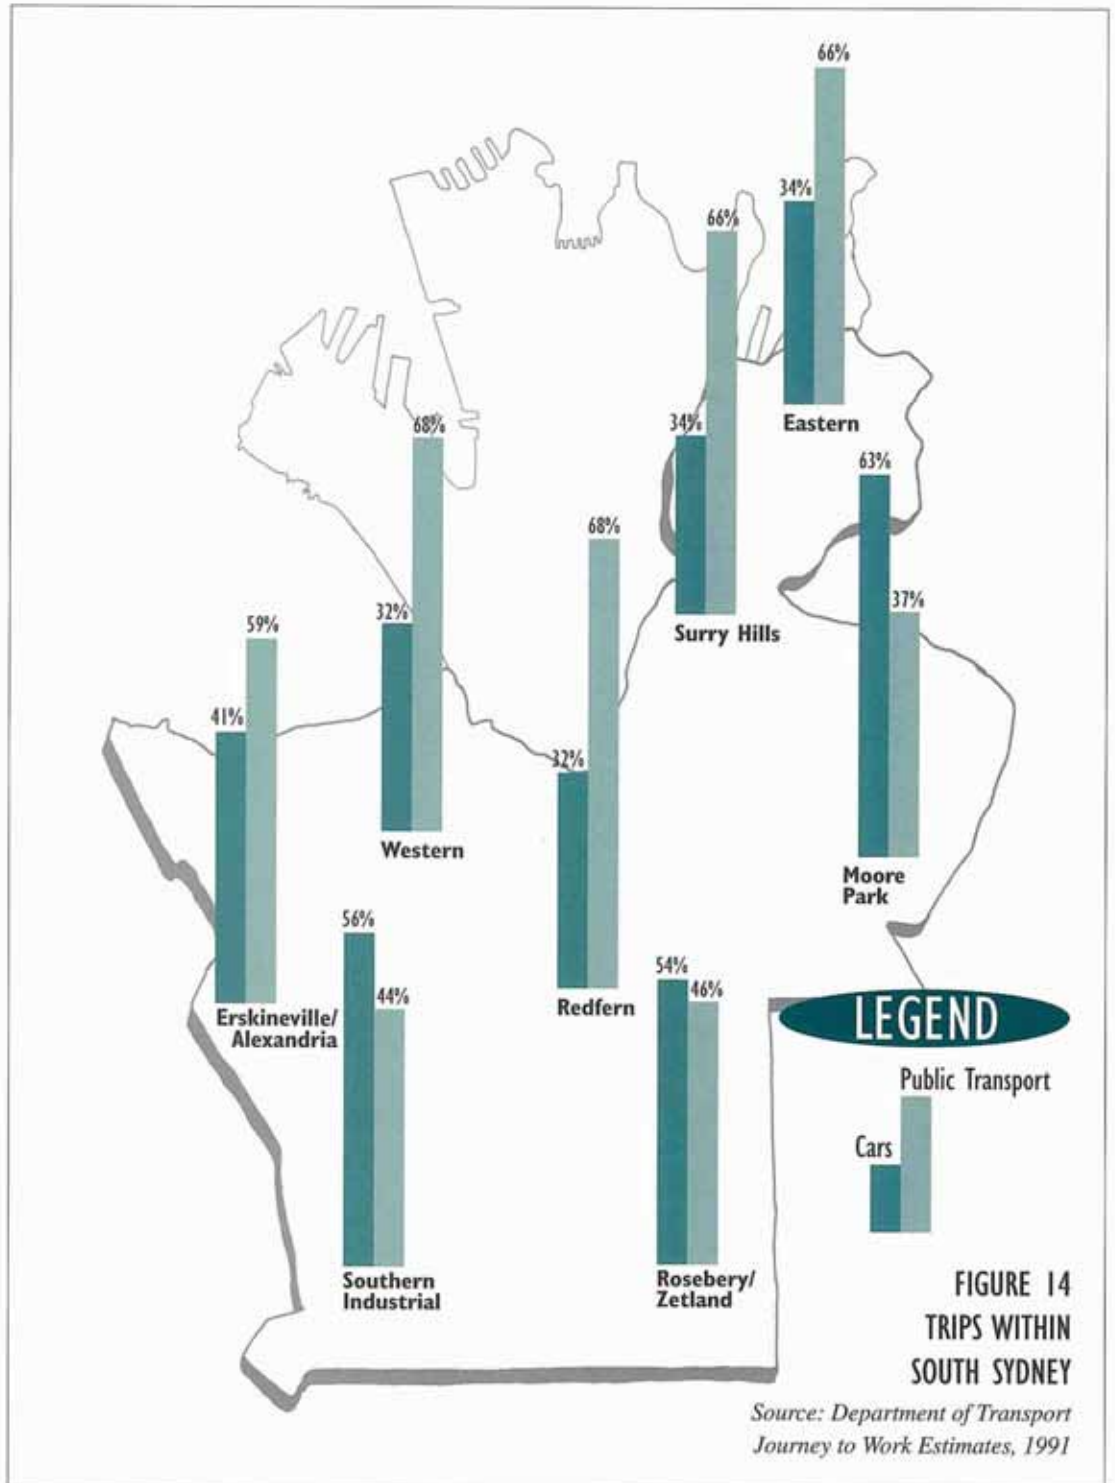 66%
34%
Eastern
66%
34%
Surry Hills
63%
37%
Moore
Park
68%
32%
Western
68%
32%
Redfern
59%
41%
Erskineville/
Alexandria
56%
44%
Southern
Industrial
54%
46%
Rosebery/
Zetland
LEGEND
Public Transport
Cars
FIGURE 14
TRIPS WITHIN
SOUTH SYDNEY
Source: Department of Transport
Journey to Work Estimates, 1991